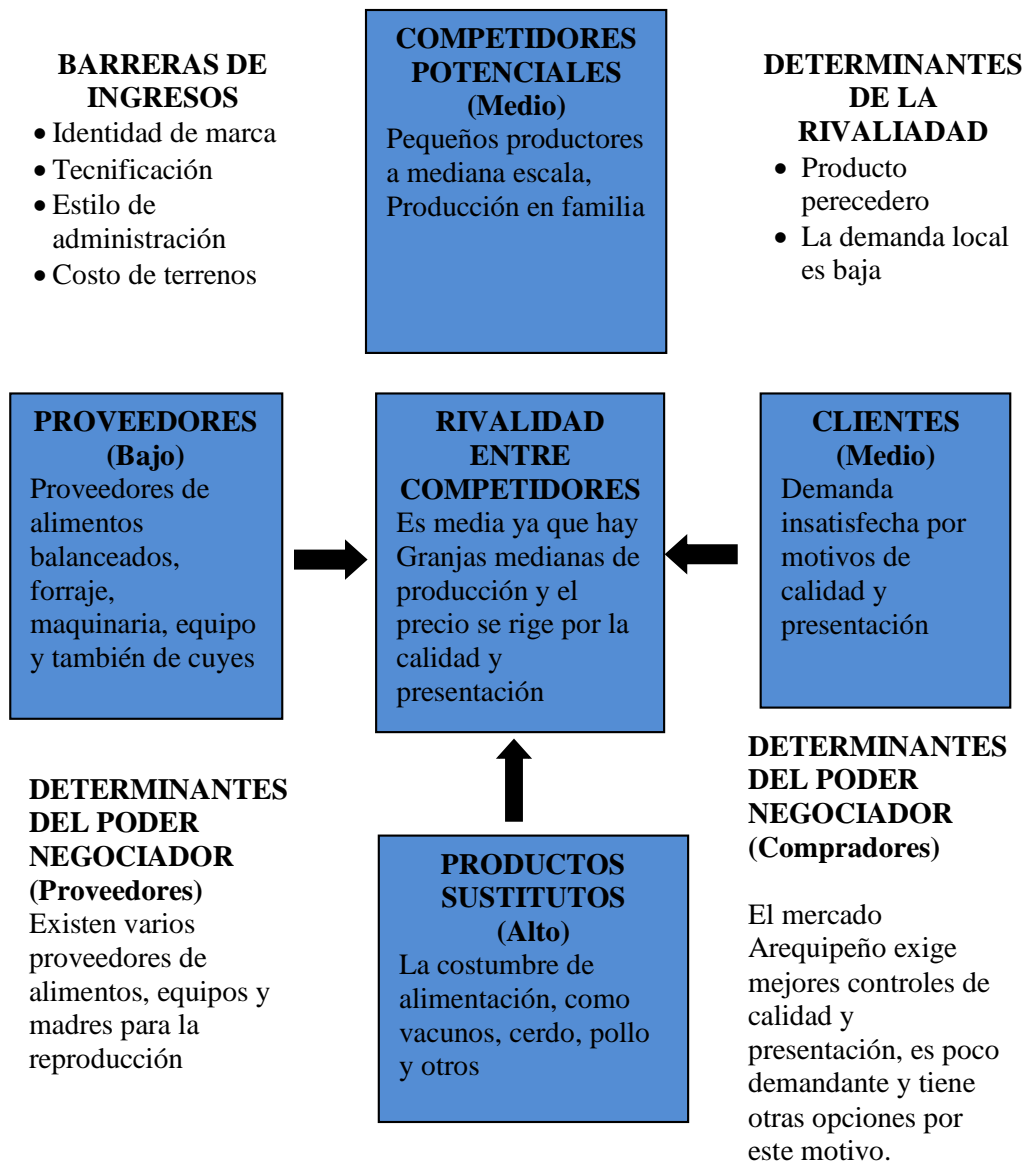 BARRERAS DE
INGRESOS
• Identidad de marca
• Tecnificación
• Estilo de
administración
• Costo de terrenos
COMPETIDORES
POTENCIALES
(Medio)
Pequeños productores
a mediana escala,
Producción en familia
DETERMINANTES
DE LA
RIVALIADAD
• Producto
perecedero
• La demanda local
es baja
PROVEEDORES
(Bajo)
Proveedores de
alimentos
balanceados,
forraje,
maquinaria, equipo
y también de cuyes
RIVALIDAD
ENTRE
COMPETIDORES
Es media ya que hay
Granjas medianas de
producción y el
precio se rige por la
calidad y
presentación
CLIENTES
(Medio)
Demanda
insatisfecha por
motivos de
calidad y
presentación
DETERMINANTES
DEL PODER
NEGOCIADOR
(Proveedores)
Existen varios
proveedores de
alimentos, equipos y
madres para la
reproducción
PRODUCTOS
SUSTITUTOS
(Alto)
La costumbre de
alimentación, como
vacunos, cerdo, pollo
y otros
DETERMINANTES
DEL PODER
NEGOCIADOR
(Compradores)
El mercado
Arequipeño exige
mejores controles de
calidad y
presentación, es poco
demandante y tiene
otras opciones por
este motivo.